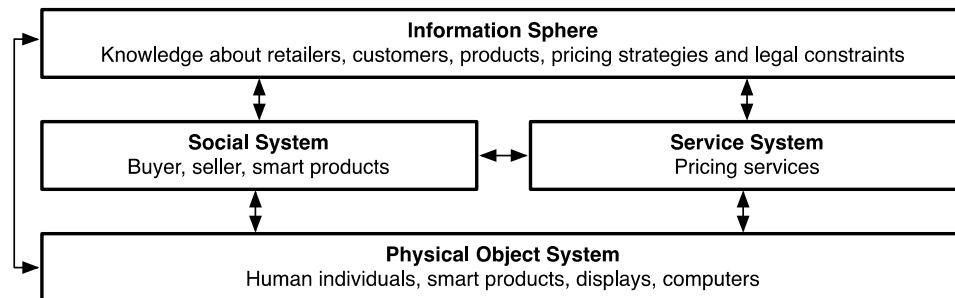 Information Sphere
Knowledge about retailers, customers, products, pricing strategies and legal constraints
Social System
Buyer, seller, smart products
Service System
Pricing services
Physical Object System
Human individuals, smart products, displays, computers